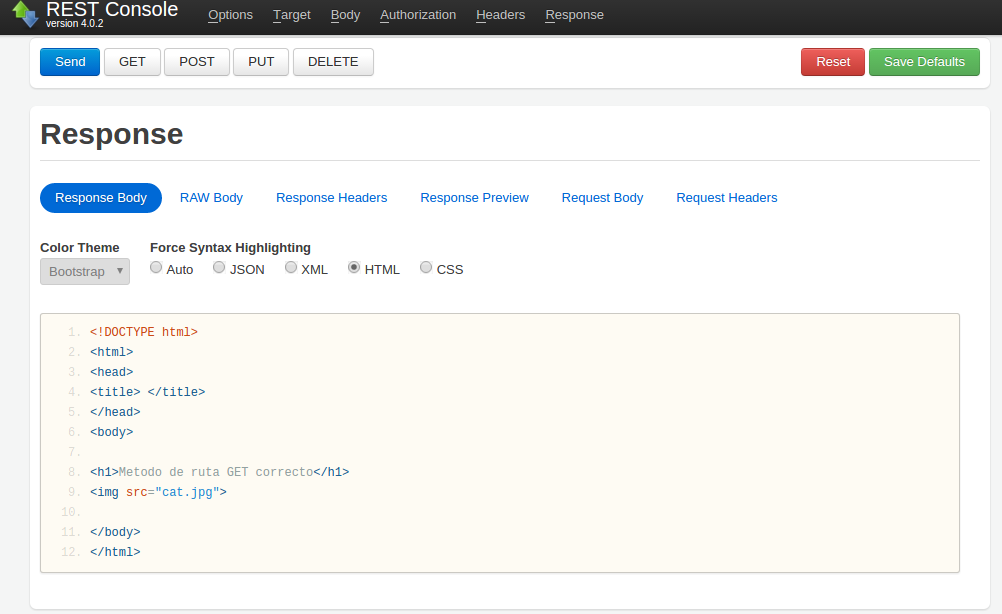 REST Console
version 4.0.2
Options Target Body Authorization Headers Response
Send GET POST PUT DELETE Reset Save Defaults
Response
Response Body RAW Body Response Headers Response Preview Request Body Request Headers
Color Theme Force Syntax Highlighting
Bootstrap Auto JSON XML HTML CSS
1. <!DOCTYPE html>
2. <html>
3. <head>
4. <title> </title>
5. </head>
6. <body>
7.
8. <h1>Metodo de ruta GET correcto</h1>
9. <img src="cat.jpg">
10.
11. </body>
12. </html>